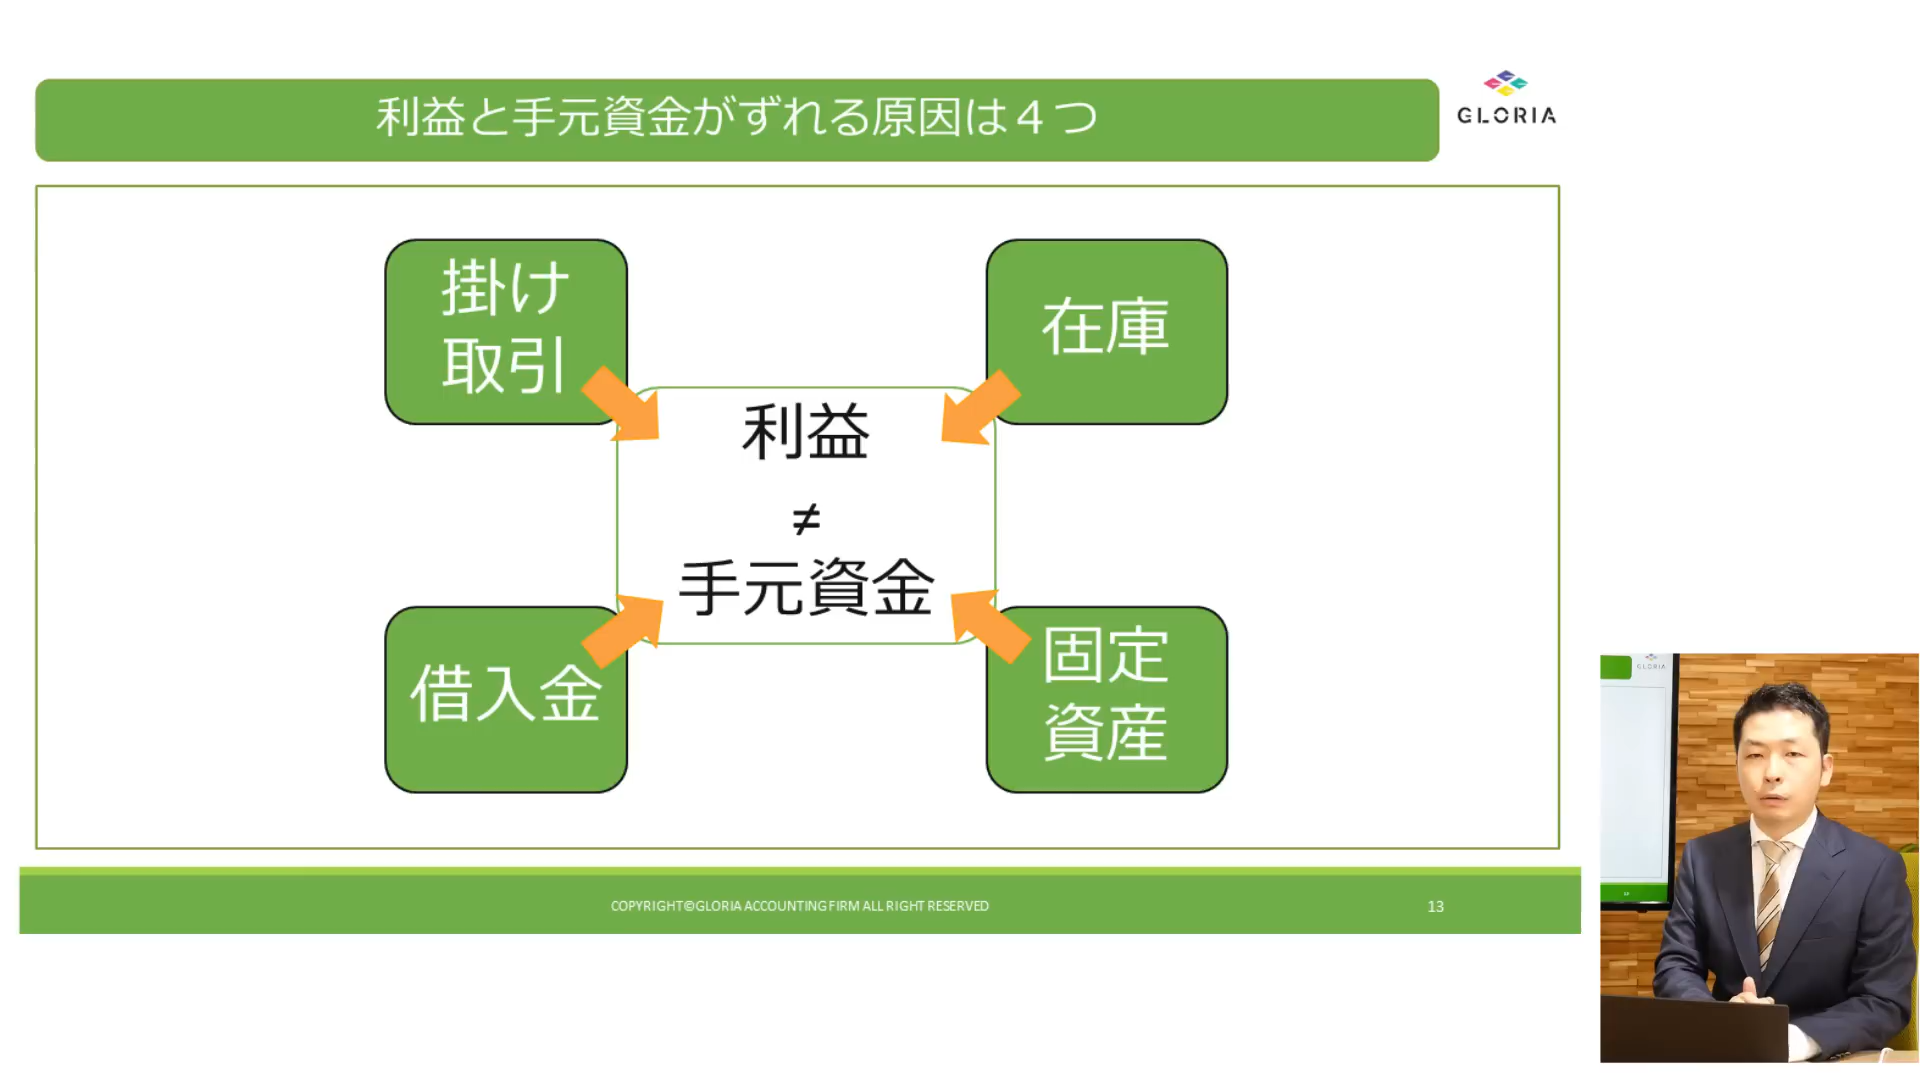 利益と手元資金がずれる原因は４つ
GLORIA
掛け
取引
在庫
利益
≠
手元資金
借入金
固定
資産
COPYRIGHT©GLORIA ACCOUNTING FIRM ALL RIGHT RESERVED
13
GLORIA